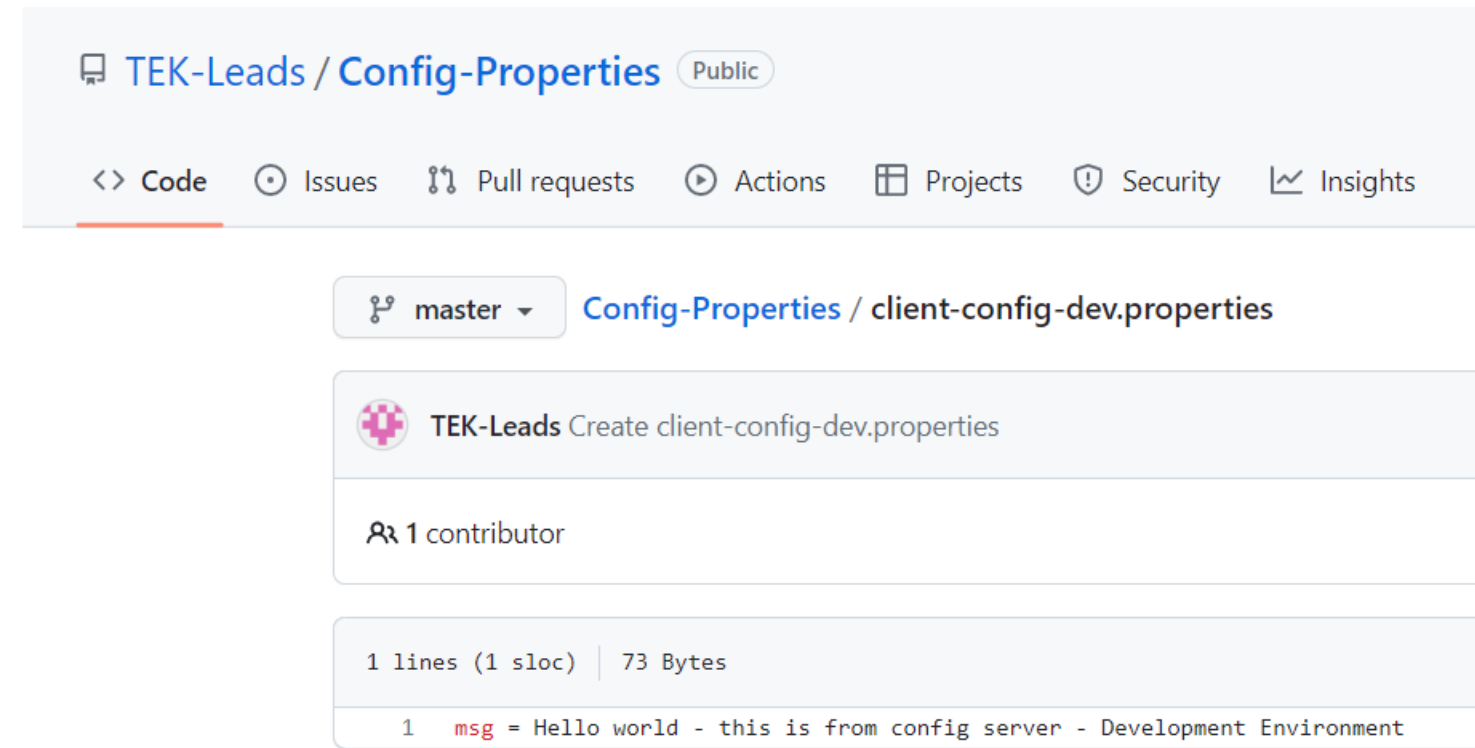 TEK-Leads / Config-Properties Public
Code Issues Pull requests Actions Projects Security Insights
master Config-Properties / client-config-dev.properties
TEK-Leads Create client-config-dev.properties
1 contributor
1 lines (1 sloc) 73 Bytes
1 msg = Hello world - this is from config server - Development Environment